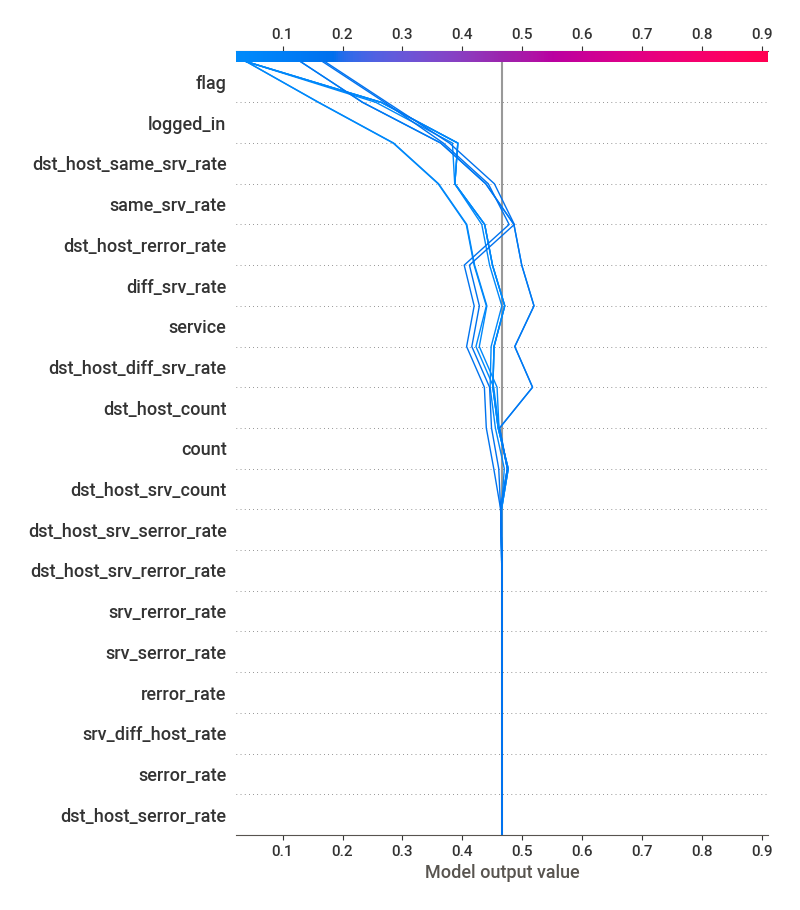 0.1 0.2 0.3 0.4 0.5 0.6 0.7 0.8 0.9
flag
logged_in
dst_host_same_srv_rate
same_srv_rate
dst_host_rerror_rate
diff_srv_rate
service
dst_host_diff_srv_rate
dst_host_count
count
dst_host_srv_count
dst_host_srv_serror_rate
dst_host_srv_rerror_rate
srv_rerror_rate
srv_serror_rate
rerror_rate
srv_diff_host_rate
serror_rate
dst_host_serror_rate
0.1 0.2 0.3 0.4 0.5 0.6 0.7 0.8 0.9
Model output value